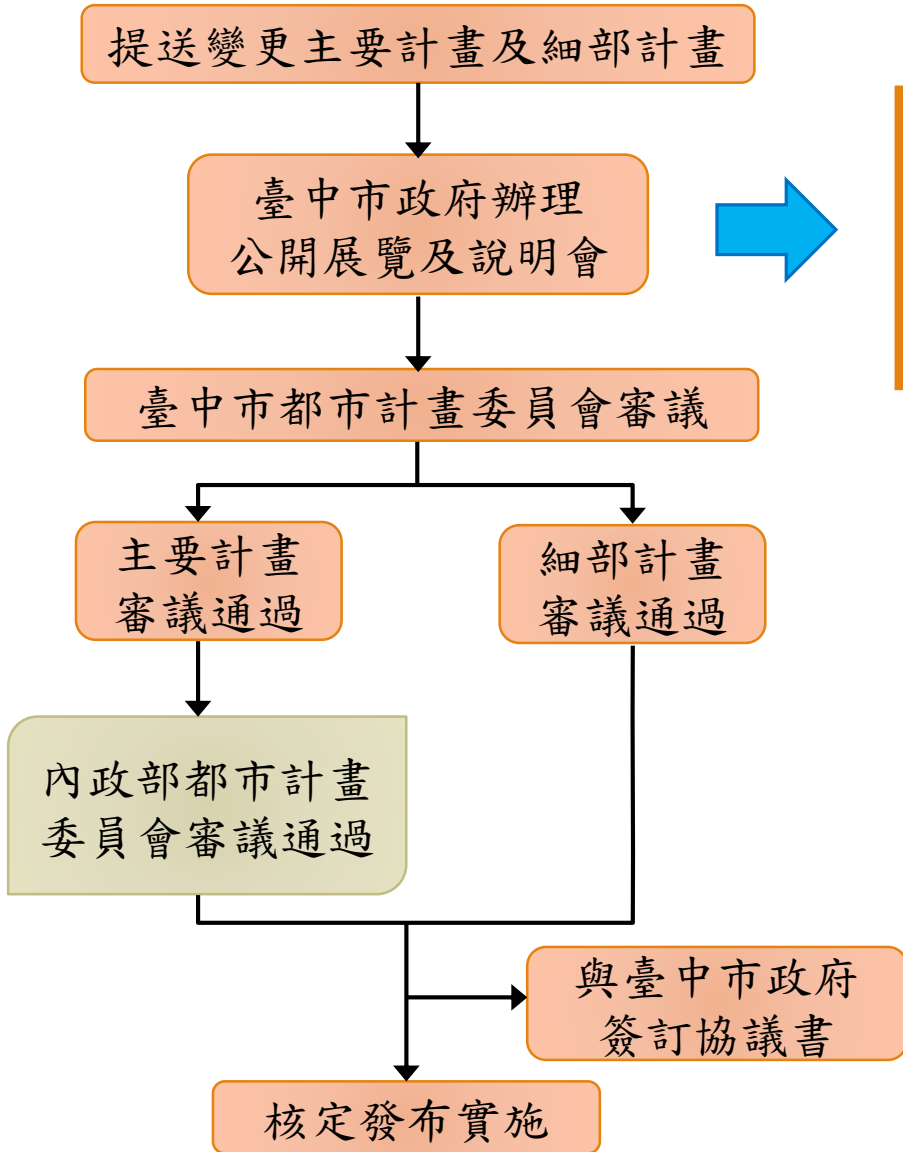 提送變更主要計畫及細部計畫
臺中市政府辦理
公開展覽及說明會
臺中市都市計畫委員會審議
主要計畫
審議通過
細部計畫
審議通過
內政部都市計畫
委員會審議通過
與臺中市政府
簽訂協議書
核定發布實施